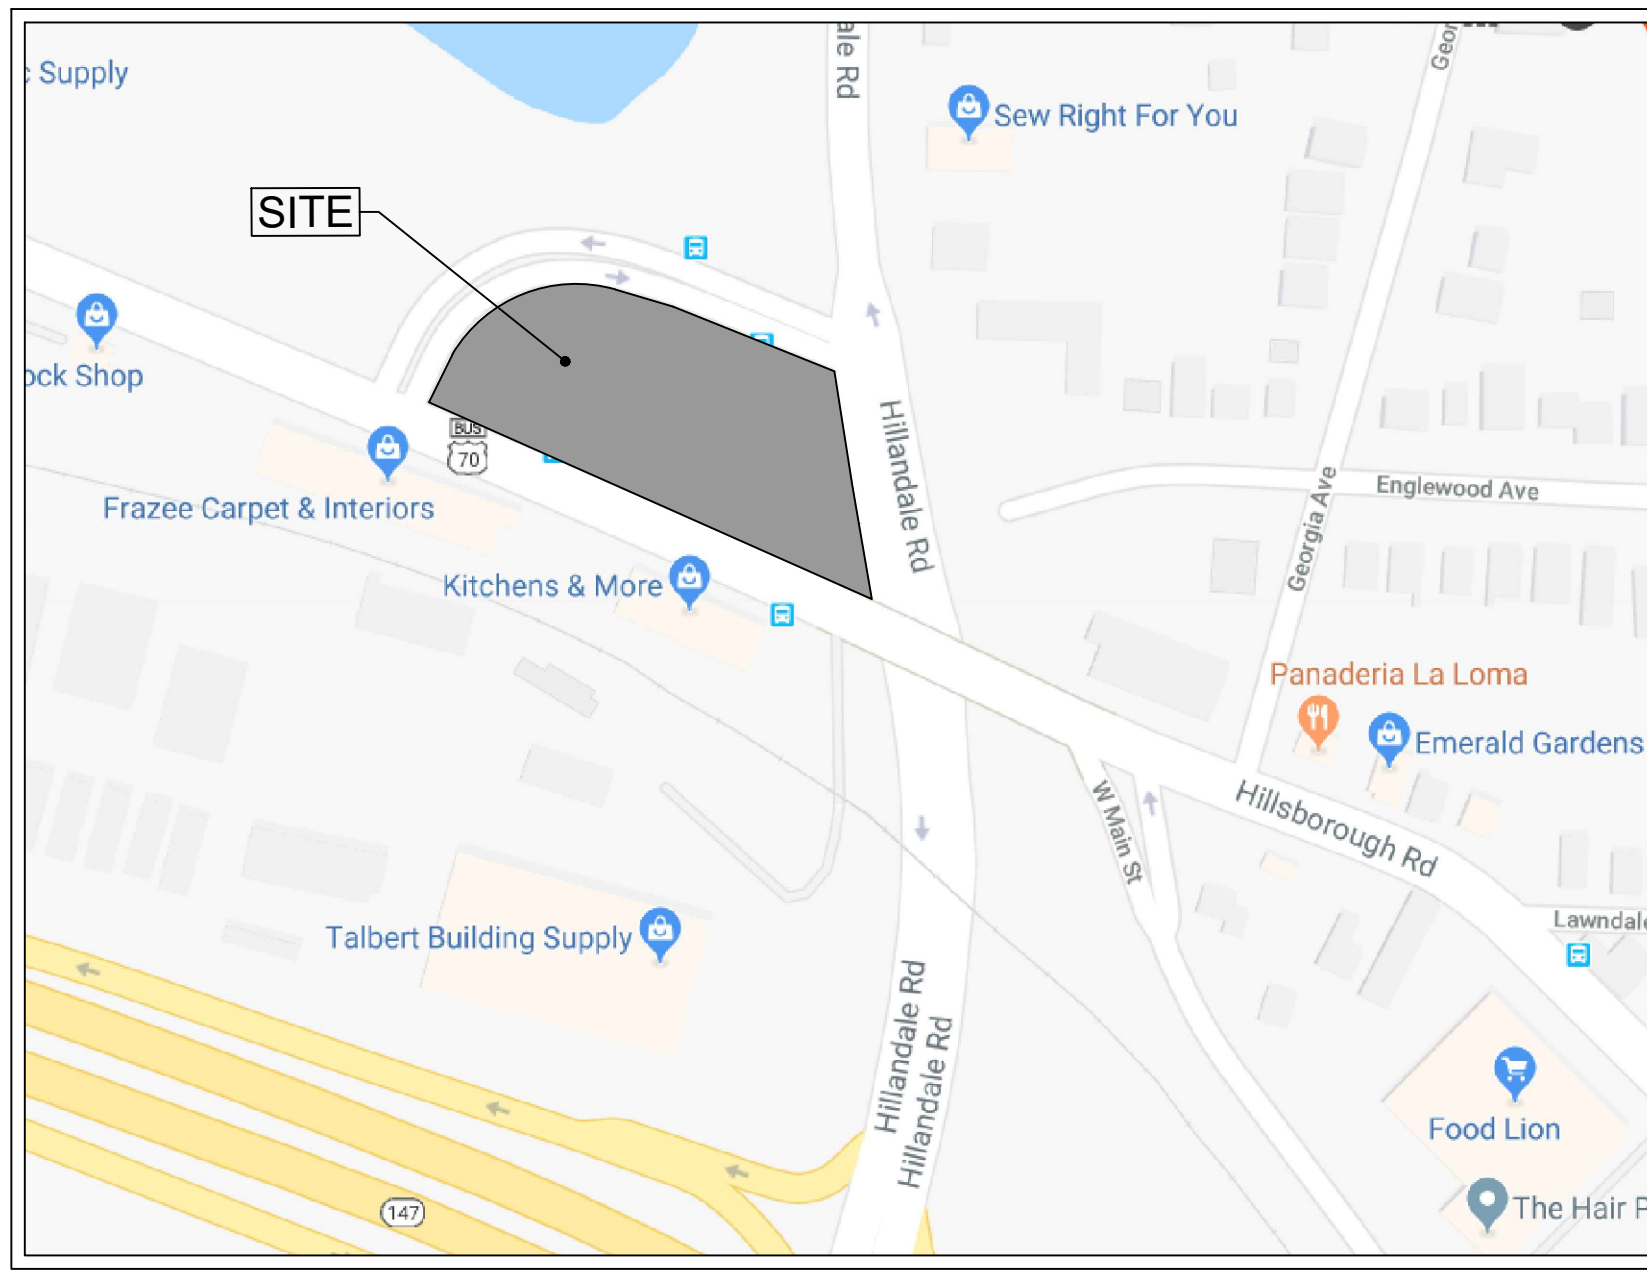 Supply
ale Rd
Geor
Sew Right For You
SITE
ock Shop
BUS
70
Frazee Carpet & Interiors
Hillandale Rd
Englewood Ave
Georgia Ave
Kitchens & More
Panaderia La Loma
Emerald Gardens
Hillsborough Rd
W Main St
Lawndale
Talbert Building Supply
Hillandale Rd
Hillandale Rd
Food Lion
147
The Hair P